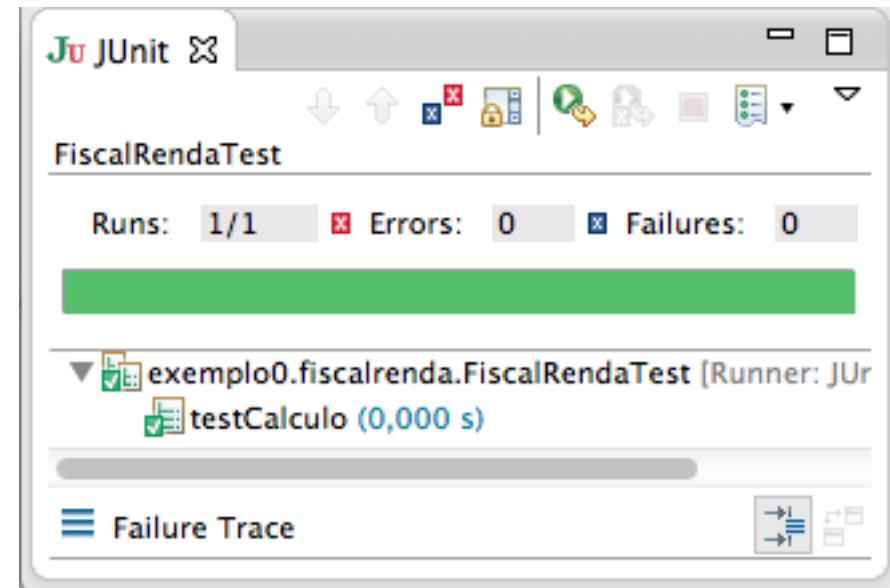 JU JUnit
FiscalRendaTest
Runs: 1/1 Errors: 0 Failures: 0
exemplo0.fiscalrenda.FiscalRendaTest [Runner: JUr
testCalculo (0,000 s)
Failure Trace